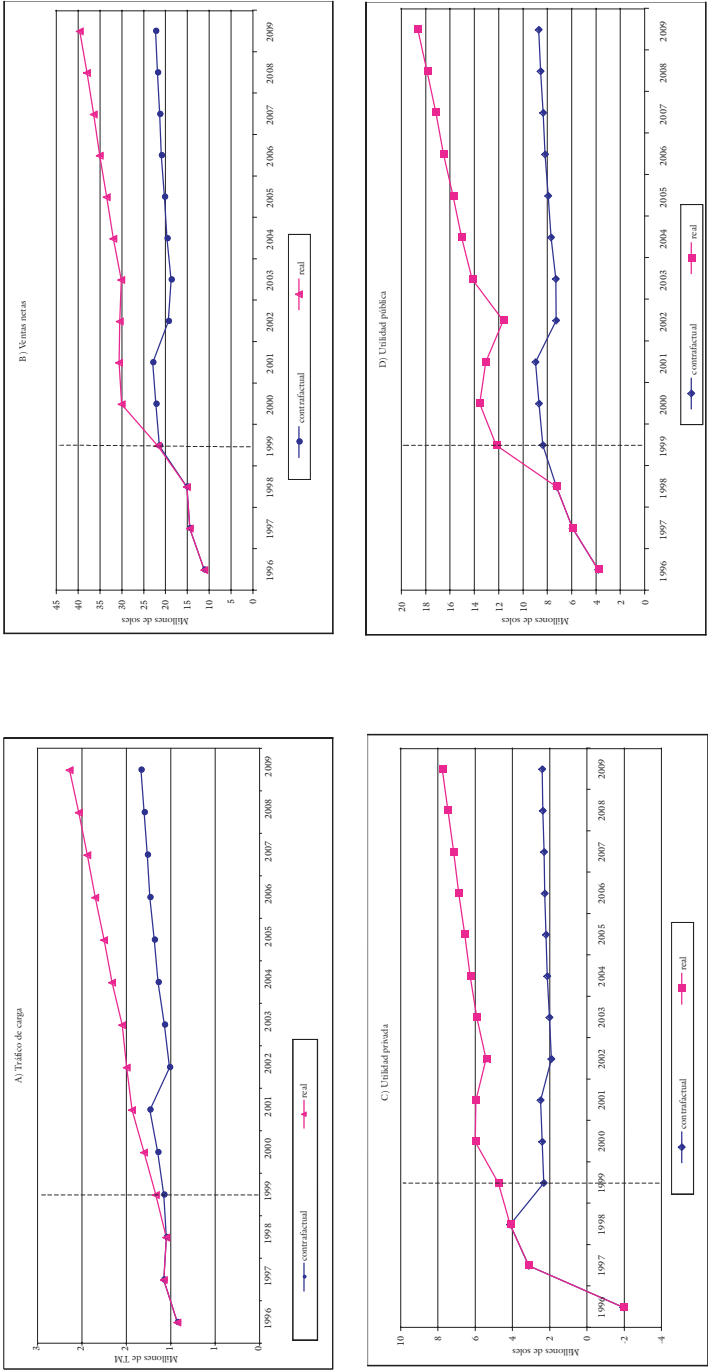 A) Tráfico de carga
Millones de TM
3
2
2
1
1
0
1996 1997 1998 1999 2000 2001 2002 2003 2004 2005 2006 2007 2008 2009
contrafactual real
B) Ventas netas
Millones de soles
45
40
35
30
25
20
15
10
5
0
1996 1997 1998 1999 2000 2001 2002 2003 2004 2005 2006 2007 2008 2009
contrafactual real
C) Utilidad privada
Millones de soles
10
8
6
4
2
0
-2
-4
1996 1997 1998 1999 2000 2001 2002 2003 2004 2005 2006 2007 2008 2009
contrafactual real
D) Utilidad pública
Millones de soles
20
18
16
14
12
10
8
6
4
2
0
1996 1997 1998 1999 2000 2001 2002 2003 2004 2005 2006 2007 2008 2009
contrafactual real